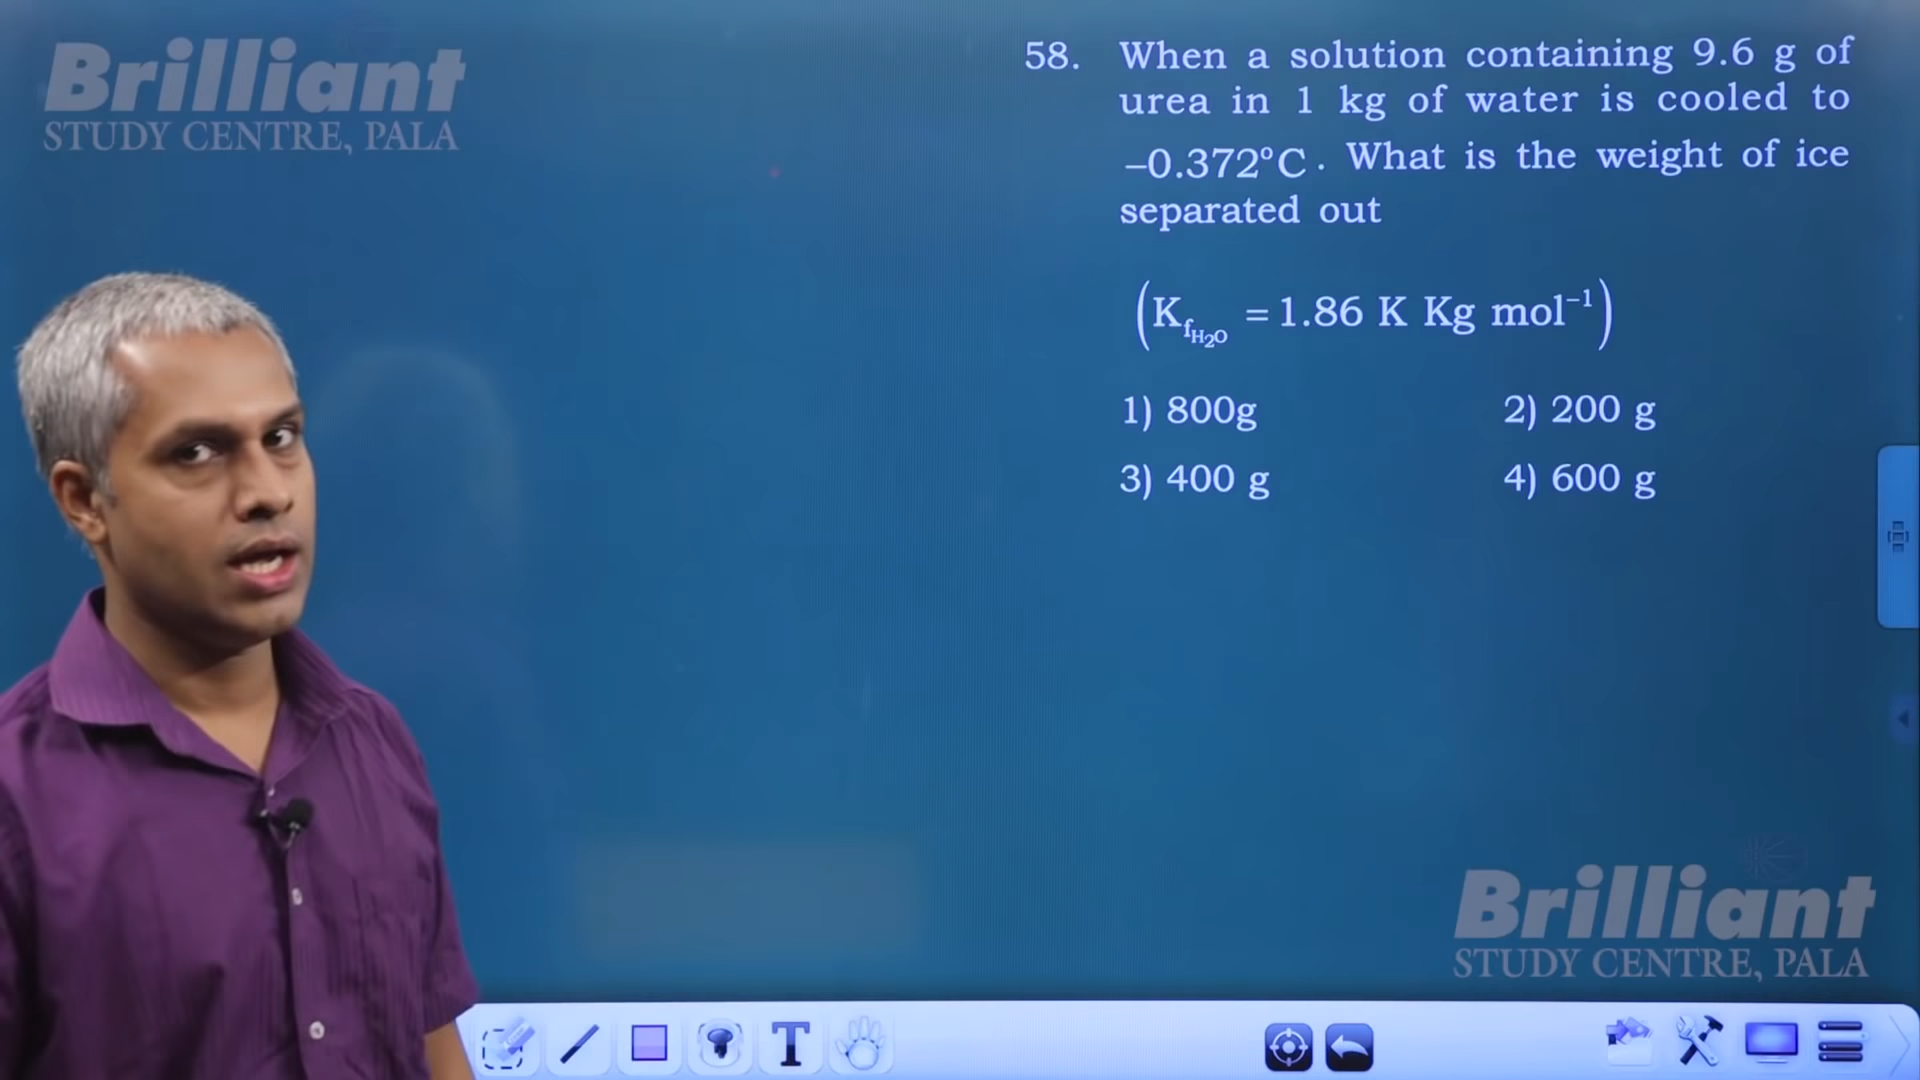 Brilliant
STUDY CENTRE, PALA
58. When a solution containing 9.6 g of
urea in 1 kg of water is cooled to
–0.372°C. What is the weight of ice
separated out
(K_{f_{H_2O}} = 1.86 K Kg mol⁻¹)
1) 800g 2) 200 g
3) 400 g 4) 600 g
Brilliant
STUDY CENTRE, PALA
T